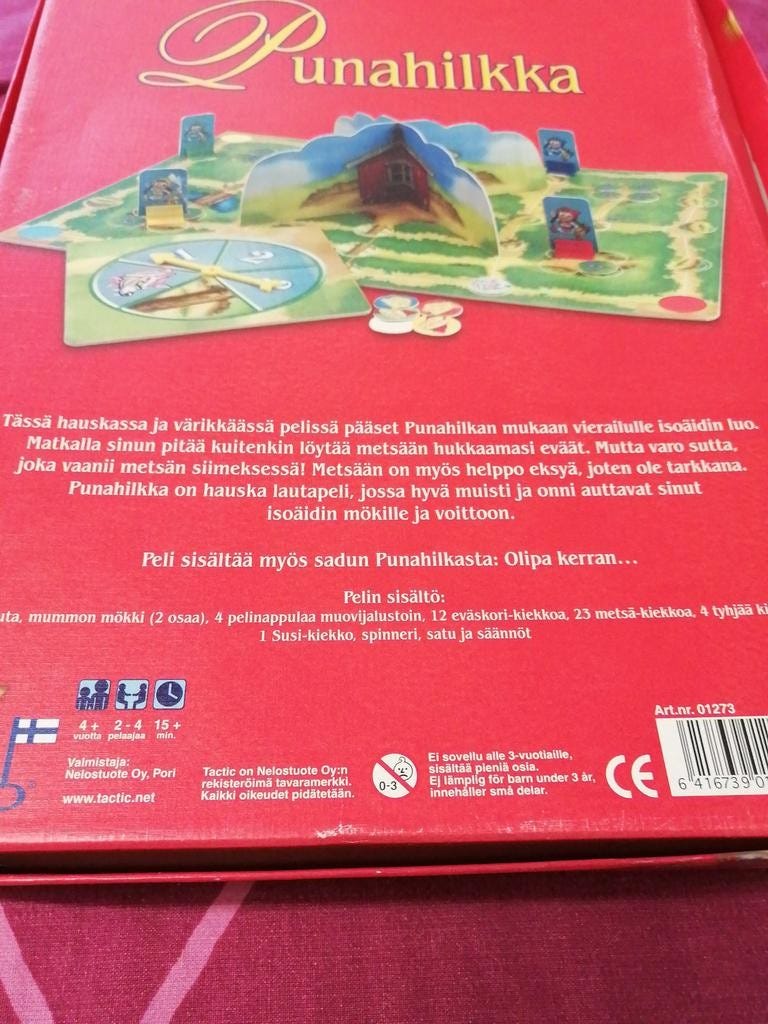 Punahilkka
1 2
Tässä hauskassa ja värikkäässä pelissä pääset Punahilkan mukaan vierailulle isoäidin luo.
Matkalla sinun pitää kuitenkin löytää metsään hukkaamasi eväät. Mutta varo sutta,
joka vaanii metsän siimeksessä! Metsään on myös helppo eksyä, joten ole tarkkana.
Punahilkka on hauska lautapeli, jossa hyvä muisti ja onni auttavat sinut
isoäidin mökille ja voittoon.
Peli sisältää myös sadun Punahilkasta: Olipa kerran...
Pelin sisältö:
mummon mökki (2 osaa), 4 pelinappulaa muovijalustoin, 12 eväskori-kiekkoa, 23 metsä-kiekkoa, 4 tyhjää
1 Susi-kiekko, spinneri, satu ja säännöt
4+ 2-4 15+
vuotta pelaajaa min.
Valmistaja:
Nelostuote Oy, Pori
www.tactic.net
Tactic on Nelostuote Oy:n
rekisteröimä tavaramerkki.
Kaikki oikeudet pidätetään.
0-3
Ei sovellu alle 3-vuotiaille,
sisältää pieniä osia.
Ej lämplig för barn under 3 år,
innehåller små delar.
CE
Art.nr. 01273
6 416739 0